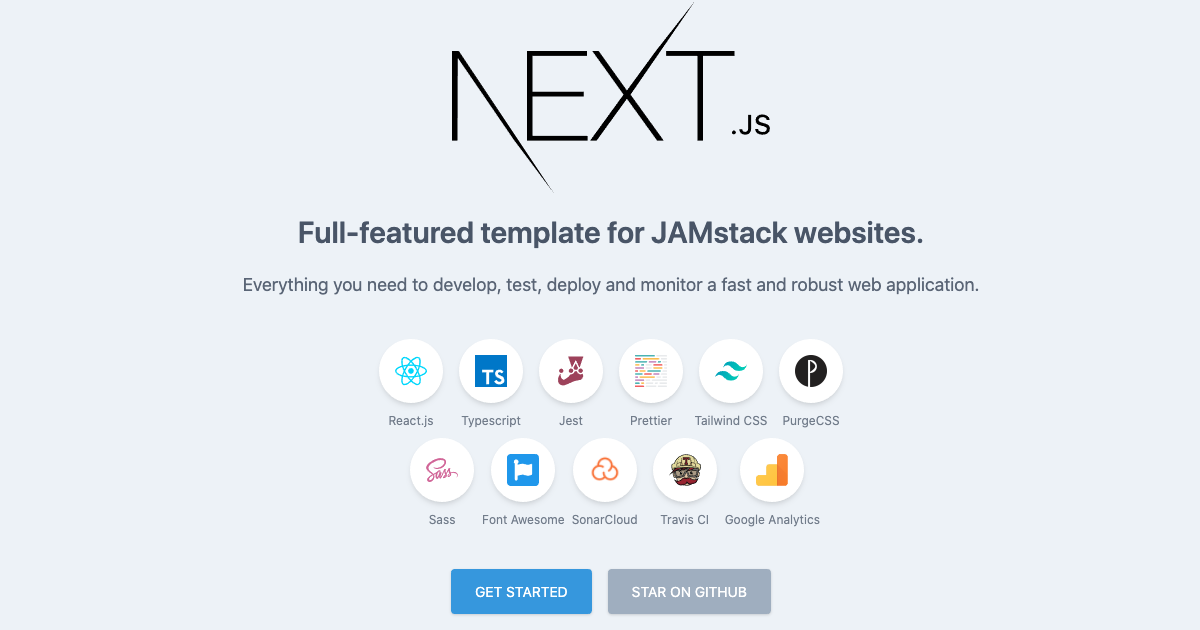 NEXT.JS
Full-featured template for JAMstack websites.
Everything you need to develop, test, deploy and monitor a fast and robust web application.
TS
React.js Typescript Jest Prettier Tailwind CSS PurgeCSS
Sass
T
Sass Font Awesome SonarCloud Travis CI Google Analytics
GET STARTED STAR ON GITHUB